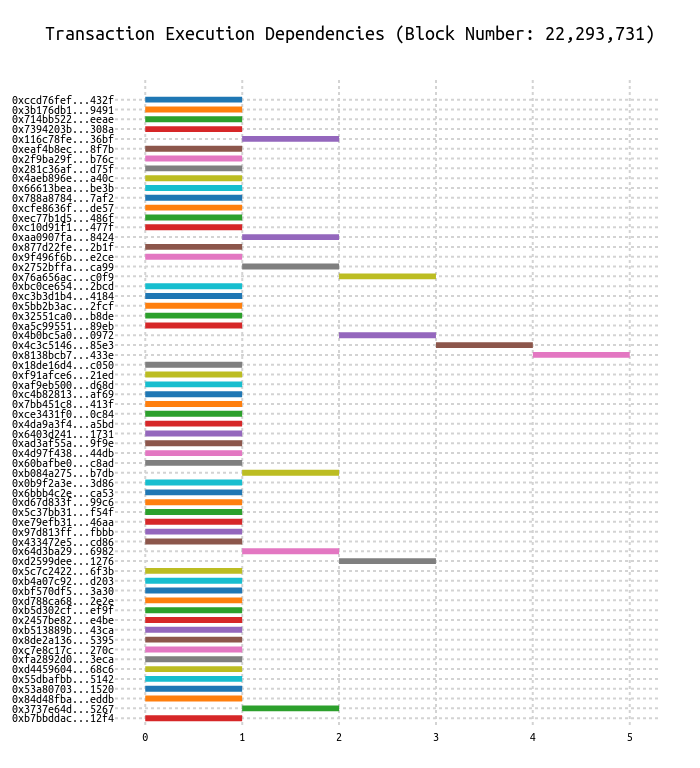 Transaction Execution Dependencies (Block Number: 22,293,731)
0xccd76fef...432f
0x3b176db1...9491
0x714bb522...eeae
0x7394203b...308a
0x116c78fe...36bf
0xeaf4b8ec...8f7b
0x2f9ba29f...b76c
0x281c36af...d75f
0x4aeb896e...a40c
0x66613bea...be3b
0x788a8784...7af2
0xcfe8636f...de57
0xec77b1d5...486f
0xc10d91f1...477f
0xaa0907fa...8424
0x877d22fe...2b1f
0x9f496f6b...e2ce
0x2752bffa...ca99
0x76a656ac...c0f9
0xbc0ce654...2bcd
0xc3b3d1b4...4184
0x5bb2b3ac...2fcf
0x32551ca0...b8de
0xa5c99551...89eb
0x4b0bc5a0...0972
0x4c3c5146...85e3
0x8138bcb7...433e
0x18de16d4...c050
0xf91afce6...21ed
0xaf9eb500...d68d
0xc4b82813...af69
0x7bb451c8...413f
0xce3431f0...0c84
0x4da9a3f4...a5bd
0x6403d241...1731
0xad3af55a...9f9e
0x4d97f438...44db
0x60bafbe0...c8ad
0xb084a275...b7db
0x0b9f2a3e...3d86
0x6bbb4c2e...ca53
0xd67d833f...99c6
0x5c37bb31...f54f
0xe79efb31...46aa
0x97d813ff...fbbb
0x433472e5...cd86
0x64d3ba29...6982
0xd2599dee...1276
0x5c7c2422...6f3b
0xb4a07c92...d203
0xbf570df5...3a30
0xd788ca68...2e2e
0xb5d302cf...ef9f
0x2457be82...e4be
0xb513889b...43ca
0x8de2a136...5395
0xc7e8c17c...270c
0xfa2892d0...3eca
0xd4459604...68c6
0x55dbafbb...5142
0x53a80703...1520
0x84d48fba...eddb
0x3737e64d...5267
0xb7bbddac...12f4
0 1 2 3 4 5